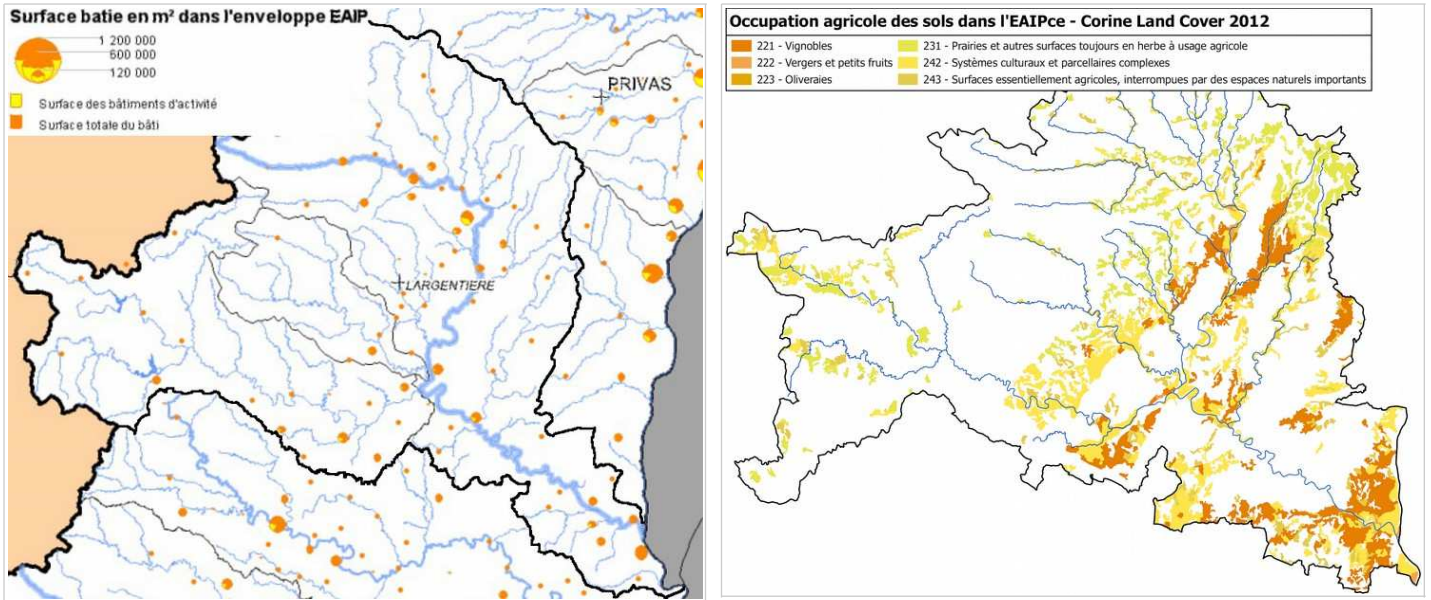 Surface batie en m² dans l'enveloppe EAIP
1 200 000
600 000
120 000
Surface des bâtiments d'activité
Surface totale du bâti
PRIVAS
LARGENTIERE
Occupation agricole des sols dans l'EAIPce - Corine Land Cover 2012
221 - Vignobles
222 - Vergers et petits fruits
223 - Oliveraies
231 - Prairies et autres surfaces toujours en herbe à usage agricole
242 - Systèmes culturaux et parcellaires complexes
243 - Surfaces essentiellement agricoles, interrompues par des espaces naturels importants